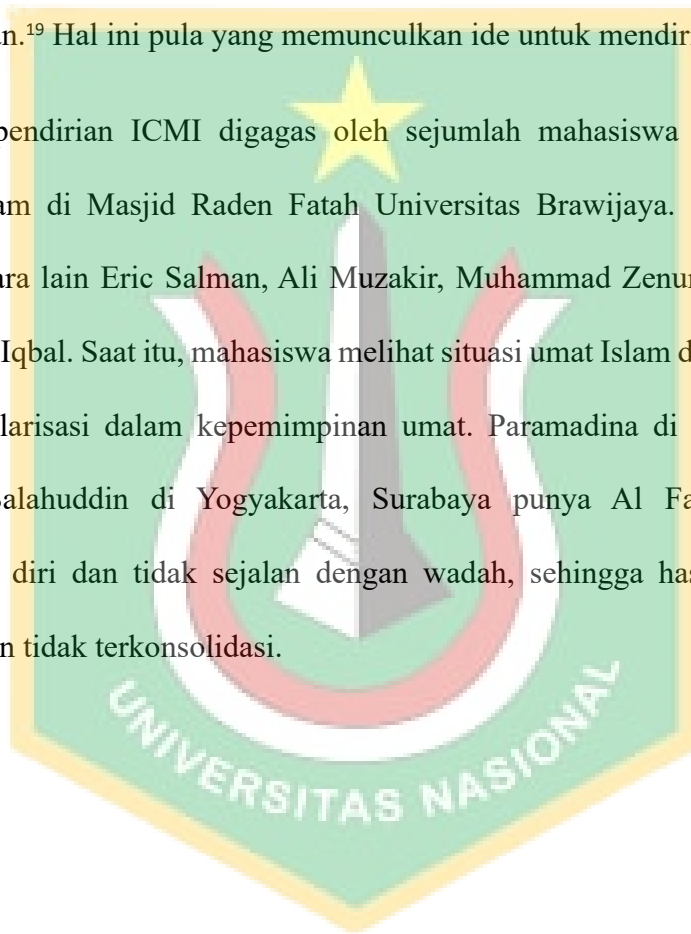 an.¹⁹ Hal ini pula yang memunculkan ide untuk mendir
pendirian ICMI digagas oleh sejumlah mahasiswa
am di Masjid Raden Fatah Universitas Brawijaya.
ara lain Eric Salman, Ali Muzakir, Muhammad Zenur
Iqbal. Saat itu, mahasiswa melihat situasi umat Islam d
larisasi dalam kepemimpinan umat. Paramadina di
Salahuddin di Yogyakarta, Surabaya punya Al Fa
diri dan tidak sejalan dengan wadah, sehingga has
n tidak terkonsolidasi.
UNIVERSITAS NASIONAL